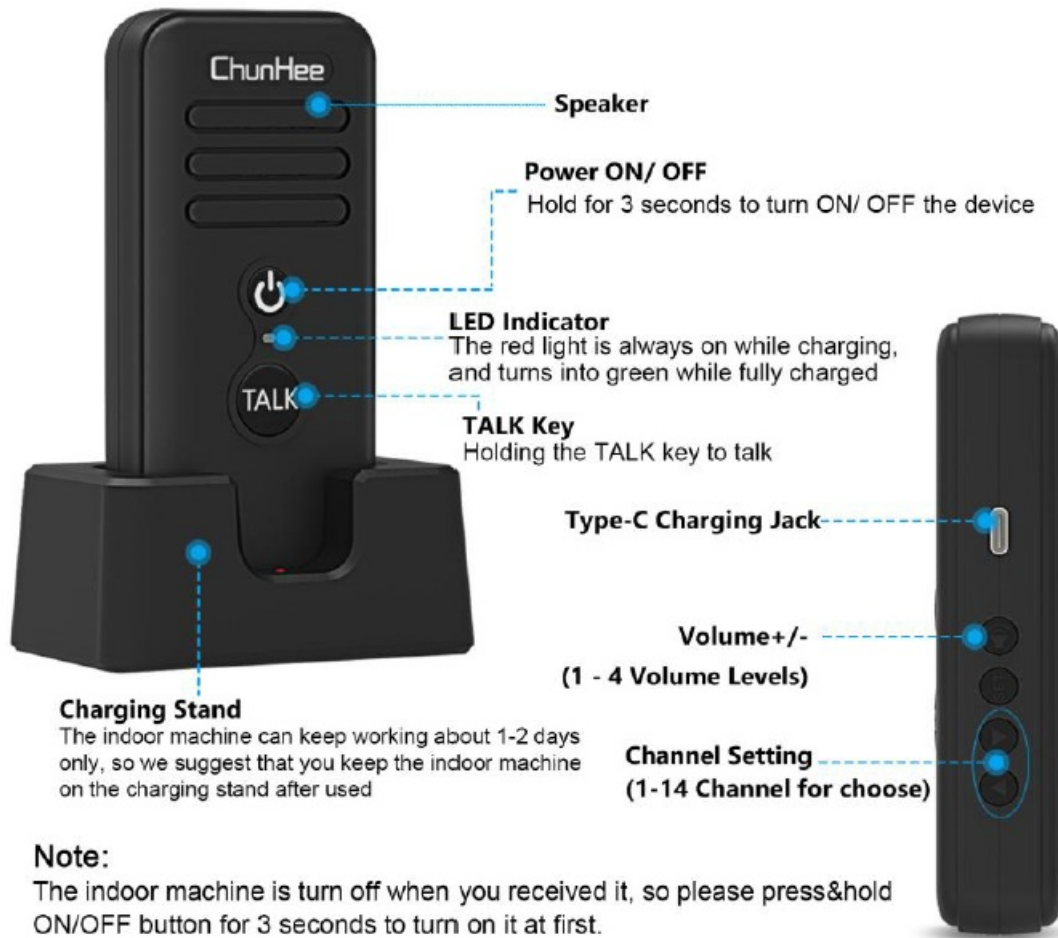 ChunHee
Speaker
Power ON/ OFF
Hold for 3 seconds to turn ON/ OFF the device
LED Indicator
The red light is always on while charging,
and turns into green while fully charged
TALK
TALK Key
Holding the TALK key to talk
Type-C Charging Jack
Volume+/-
(1 - 4 Volume Levels)
Charging Stand
The indoor machine can keep working about 1-2 days
only, so we suggest that you keep the indoor machine
on the charging stand after used
Channel Setting
(1-14 Channel for choose)
Note:
The indoor machine is turn off when you received it, so please press&hold
ON/OFF button for 3 seconds to turn on it at first.